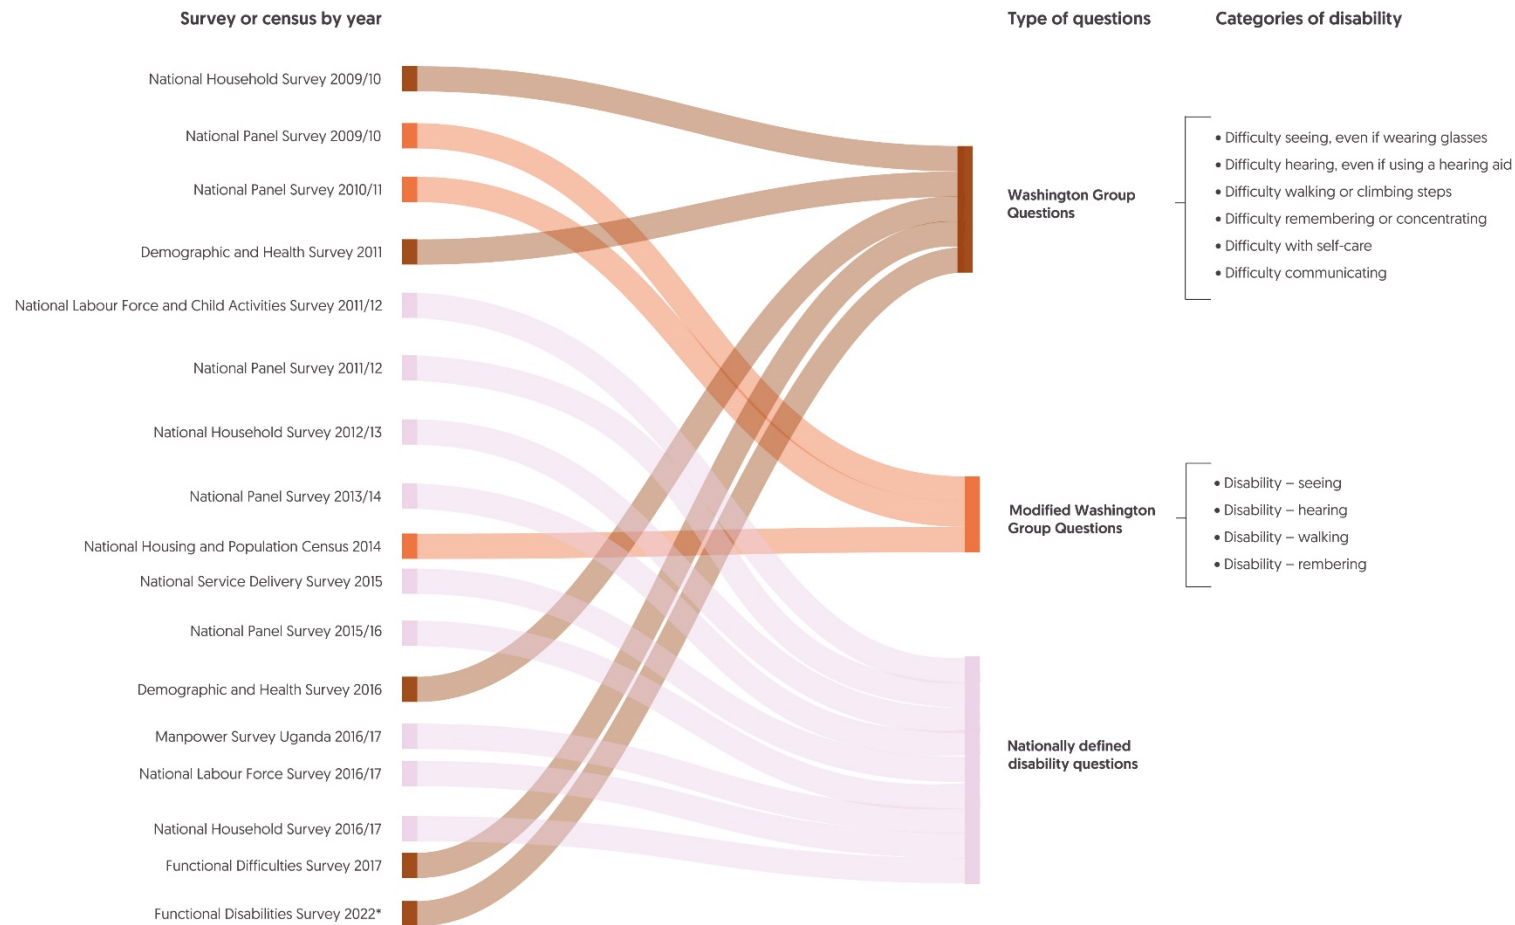 Survey or census by year
Type of questions
Categories of disability
National Household Survey 2009/10
National Panel Survey 2009/10
National Panel Survey 2010/11
Demographic and Health Survey 2011
National Labour Force and Child Activities Survey 2011/12
National Panel Survey 2011/12
National Household Survey 2012/13
National Panel Survey 2013/14
National Housing and Population Census 2014
National Service Delivery Survey 2015
National Panel Survey 2015/16
Demographic and Health Survey 2016
Manpower Survey Uganda 2016/17
National Labour Force Survey 2016/17
National Household Survey 2016/17
Functional Difficulties Survey 2017
Functional Disabilities Survey 2022*
Washington Group
Questions
• Difficulty seeing, even if wearing glasses
• Difficulty hearing, even if using a hearing aid
• Difficulty walking or climbing steps
• Difficulty remembering or concentrating
• Difficulty with self-care
• Difficulty communicating
Modified Washington
Group Questions
• Disability – seeing
• Disability – hearing
• Disability – walking
• Disability – rembering
Nationally defined
disability questions